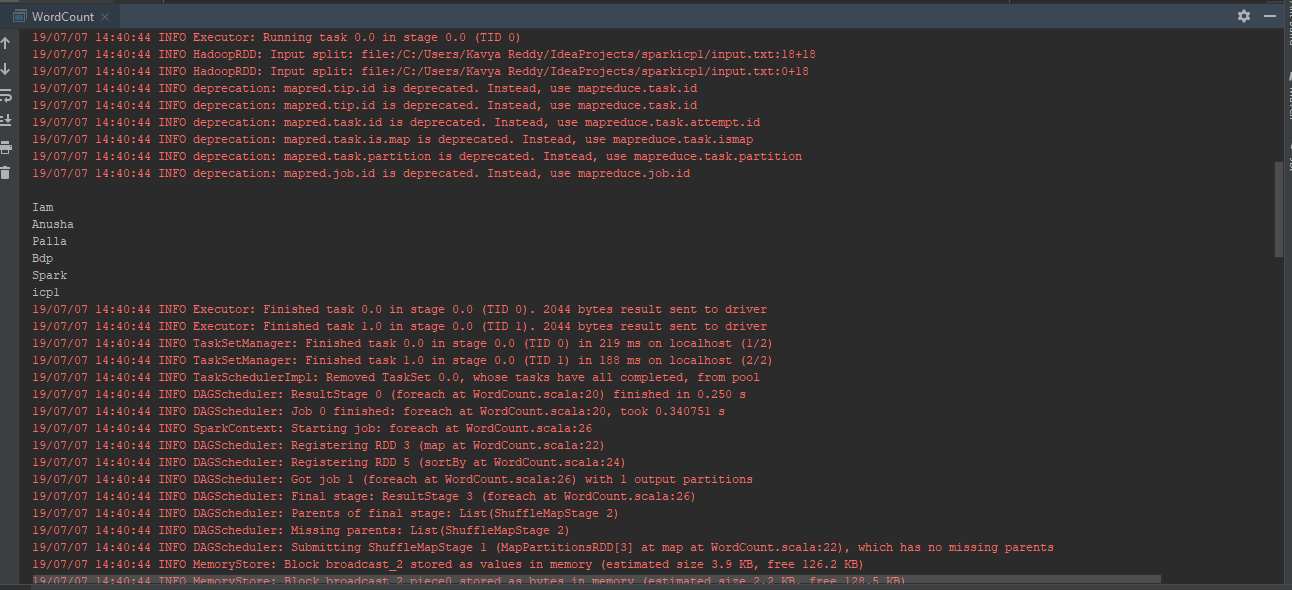 WordCount
19/07/07 14:40:44 INFO Executor: Running task 0.0 in stage 0.0 (TID 0)
19/07/07 14:40:44 INFO HadoopRDD: Input split: file:/C:/Users/Kavya Reddy/IdeaProjects/sparkicp1/input.txt:18+18
19/07/07 14:40:44 INFO HadoopRDD: Input split: file:/C:/Users/Kavya Reddy/IdeaProjects/sparkicp1/input.txt:0+18
19/07/07 14:40:44 INFO deprecation: mapred.tip.id is deprecated. Instead, use mapreduce.task.id
19/07/07 14:40:44 INFO deprecation: mapred.tip.id is deprecated. Instead, use mapreduce.task.id
19/07/07 14:40:44 INFO deprecation: mapred.task.id is deprecated. Instead, use mapreduce.task.attempt.id
19/07/07 14:40:44 INFO deprecation: mapred.task.is.map is deprecated. Instead, use mapreduce.task.ismap
19/07/07 14:40:44 INFO deprecation: mapred.task.partition is deprecated. Instead, use mapreduce.task.partition
19/07/07 14:40:44 INFO deprecation: mapred.job.id is deprecated. Instead, use mapreduce.job.id
Iam
Anusha
Palla
Bdp
Spark
icp1
19/07/07 14:40:44 INFO Executor: Finished task 0.0 in stage 0.0 (TID 0). 2044 bytes result sent to driver
19/07/07 14:40:44 INFO Executor: Finished task 1.0 in stage 0.0 (TID 1). 2044 bytes result sent to driver
19/07/07 14:40:44 INFO TaskSetManager: Finished task 0.0 in stage 0.0 (TID 0) in 219 ms on localhost (1/2)
19/07/07 14:40:44 INFO TaskSetManager: Finished task 1.0 in stage 0.0 (TID 1) in 188 ms on localhost (2/2)
19/07/07 14:40:44 INFO TaskSchedulerImpl: Removed TaskSet 0.0, whose tasks have all completed, from pool
19/07/07 14:40:44 INFO DAGScheduler: ResultStage 0 (foreach at WordCount.scala:20) finished in 0.250 s
19/07/07 14:40:44 INFO DAGScheduler: Job 0 finished: foreach at WordCount.scala:20, took 0.340751 s
19/07/07 14:40:44 INFO SparkContext: Starting job: foreach at WordCount.scala:26
19/07/07 14:40:44 INFO DAGScheduler: Registering RDD 3 (map at WordCount.scala:22)
19/07/07 14:40:44 INFO DAGScheduler: Registering RDD 5 (sortBy at WordCount.scala:24)
19/07/07 14:40:44 INFO DAGScheduler: Got job 1 (foreach at WordCount.scala:26) with 1 output partitions
19/07/07 14:40:44 INFO DAGScheduler: Final stage: ResultStage 3 (foreach at WordCount.scala:26)
19/07/07 14:40:44 INFO DAGScheduler: Parents of final stage: List(ShuffleMapStage 2)
19/07/07 14:40:44 INFO DAGScheduler: Missing parents: List(ShuffleMapStage 2)
19/07/07 14:40:44 INFO DAGScheduler: Submitting ShuffleMapStage 1 (MapPartitionsRDD[3] at map at WordCount.scala:22), which has no missing parents
19/07/07 14:40:44 INFO MemoryStore: Block broadcast_2 stored as values in memory (estimated size 3.9 KB, free 126.2 KB)
19/07/07 14:40:44 INFO MemoryStore: Block broadcast_2_piece0 stored as bytes in memory (estimated size 2.2 KB, free 128.5 KB)